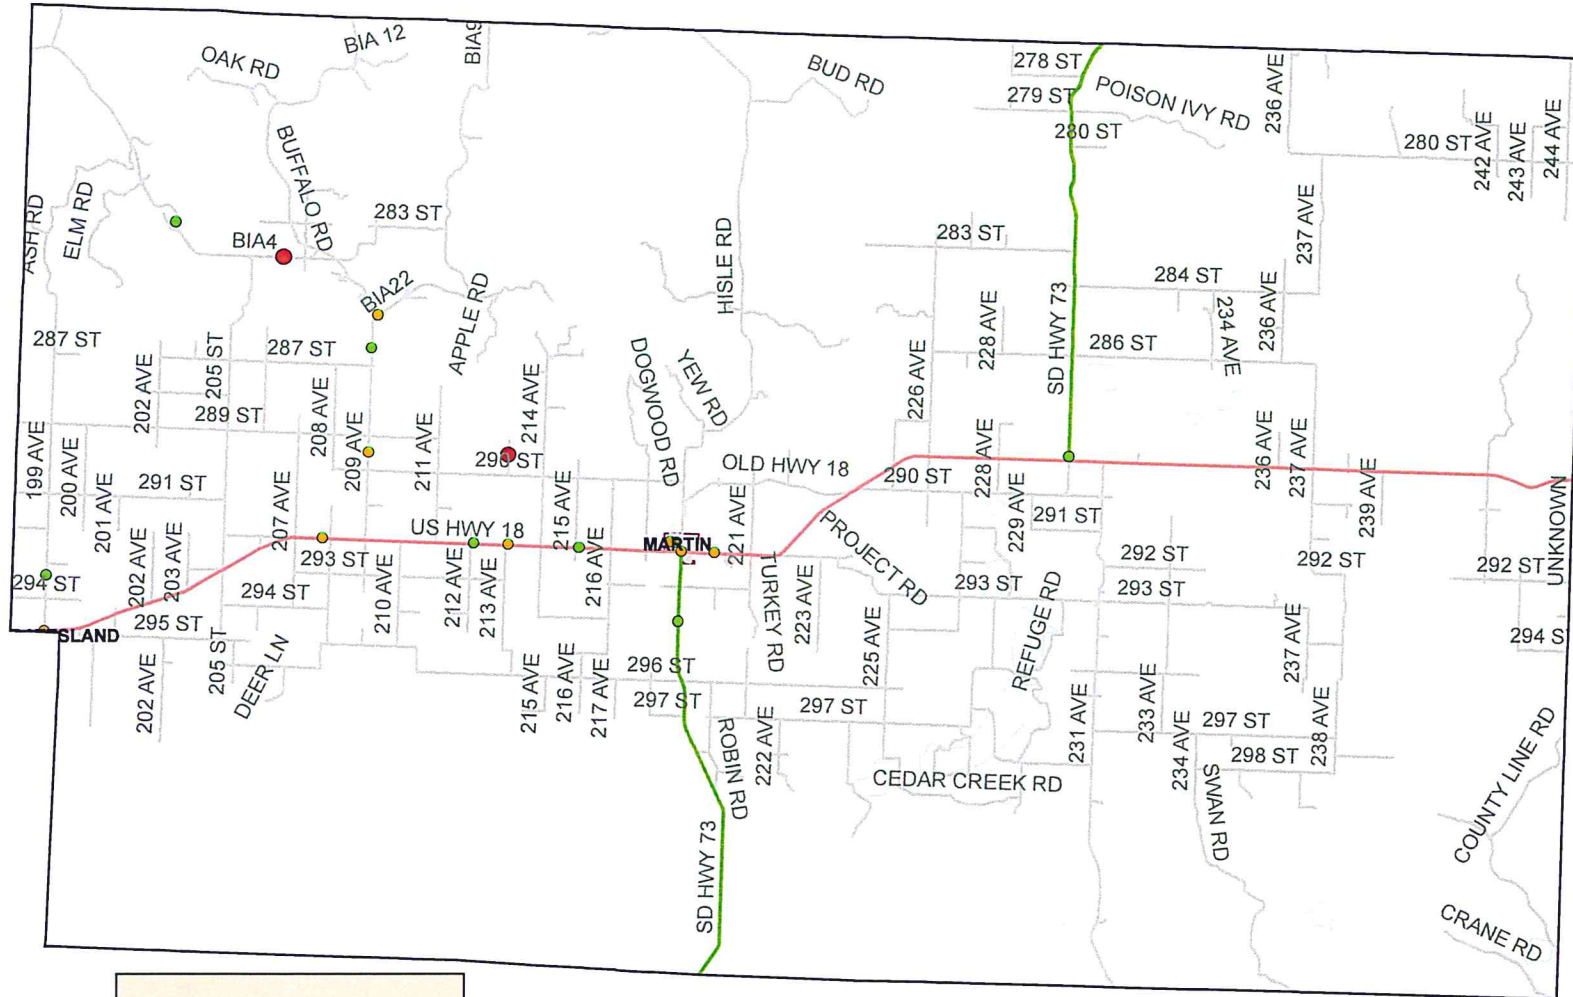 OAK RD
BIA 12
BIA9
BUD RD
278 ST
279 ST
POISON IVY RD
280 ST
236 AVE
280 ST
242 AVE
243 AVE
244 AVE
ASH RD
ELM RD
BUFFALO RD
283 ST
BIA4
BIA22
APPLE RD
HISLE RD
283 ST
237 AVE
284 ST
234 AVE
236 AVE
228 AVE
SD HWY 73
286 ST
287 ST
202 AVE
205 ST
287 ST
208 AVE
289 ST
209 AVE
211 AVE
214 AVE
290 ST
DOGWOOD RD
YEW RD
226 AVE
OLD HWY 18
290 ST
228 AVE
236 AVE
237 AVE
239 AVE
UNKNOWN
199 AVE
200 AVE
201 AVE
291 ST
207 AVE
US HWY 18
215 AVE
MARTIN
221 AVE
PROJECT RD
229 AVE
291 ST
292 ST
292 ST
292 ST
294 ST
202 AVE
203 AVE
293 ST
294 ST
210 AVE
212 AVE
213 AVE
216 AVE
TURKEY RD
223 AVE
293 ST
293 ST
REFUGE RD
237 AVE
294 S
SLAND
295 ST
205 ST
202 AVE
DEER LN
215 AVE
216 AVE
217 AVE
296 ST
297 ST
225 AVE
297 ST
ROBIN RD
222 AVE
231 AVE
233 AVE
234 AVE
297 ST
298 ST
238 AVE
CEDAR CREEK RD
SWAN RD
COUNTY LINE RD
SD HWY 73
CRANE RD